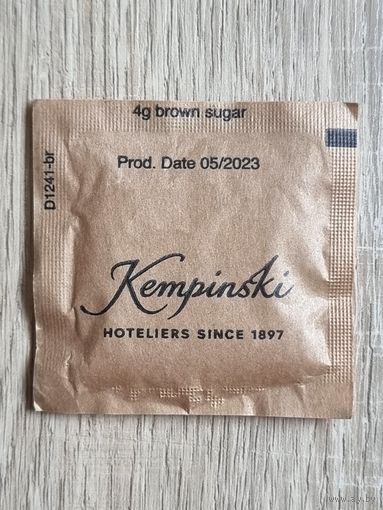 4g brown sugar
Prod. Date 05/2023
D1241-br
Kempinski
HOTELIERS SINCE 1897